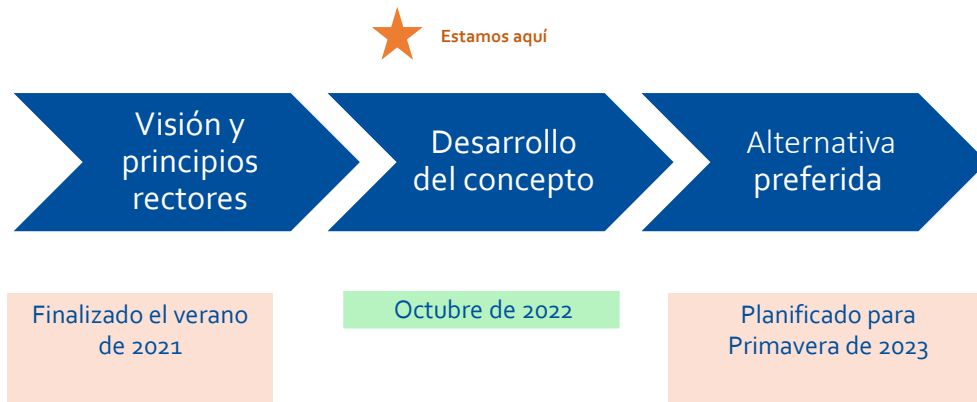 Estamos aquí
Visión y
principios
rectores
Desarrollo
del concepto
Alternativa
preferida
Finalizado el verano
de 2021
Octubre de 2022
Planificado para
Primavera de 2023